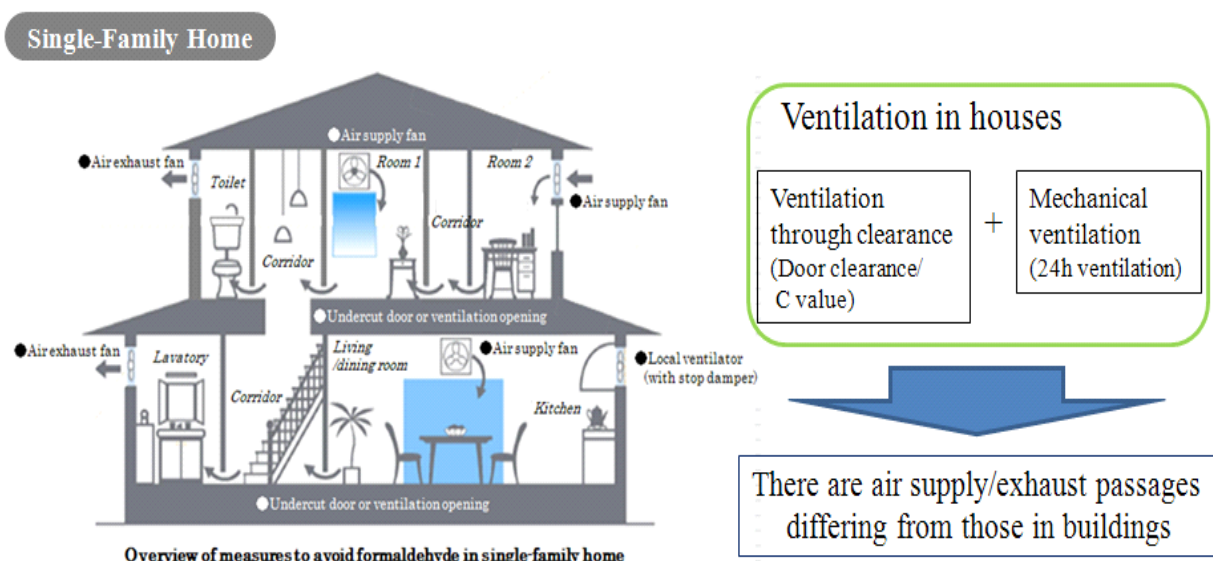 Single-Family Home
●Air supply fan
●Air exhaust fan
Toilet
Room 1
Room 2
●Air supply fan
Corridor
Corridor
●Undercut door or ventilation opening
●Air exhaust fan
Lavatory
Living
/dining room
●Air supply fan
●Local ventilator
(with stop damper)
Corridor
Kitchen
●Undercut door or ventilation opening
Overview of measures to avoid formaldehyde in single-family home
Ventilation in houses
Ventilation
through clearance
(Door clearance/
C value)
+
Mechanical
ventilation
(24h ventilation)
There are air supply/exhaust passages
differing from those in buildings